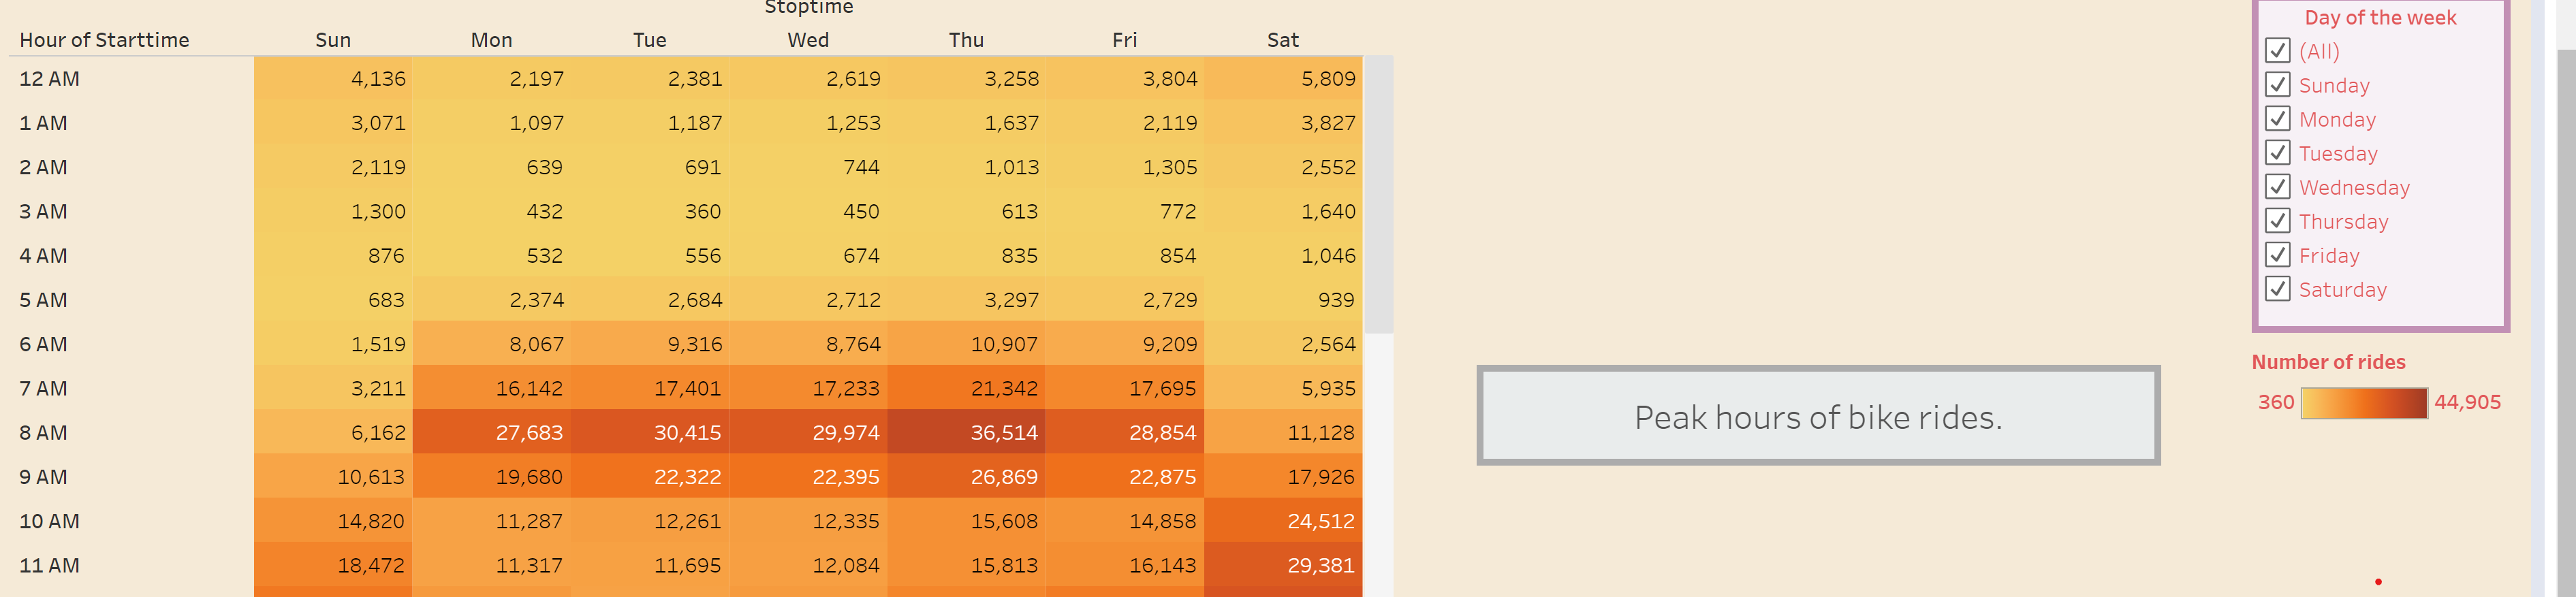 Stoptime
Hour of Starttime Sun Mon Tue Wed Thu Fri Sat
12 AM 4,136 2,197 2,381 2,619 3,258 3,804 5,809
1 AM 3,071 1,097 1,187 1,253 1,637 2,119 3,827
2 AM 2,119 639 691 744 1,013 1,305 2,552
3 AM 1,300 432 360 450 613 772 1,640
4 AM 876 532 556 674 835 854 1,046
5 AM 683 2,374 2,684 2,712 3,297 2,729 939
6 AM 1,519 8,067 9,316 8,764 10,907 9,209 2,564
7 AM 3,211 16,142 17,401 17,233 21,342 17,695 5,935
8 AM 6,162 27,683 30,415 29,974 36,514 28,854 11,128
9 AM 10,613 19,680 22,322 22,395 26,869 22,875 17,926
10 AM 14,820 11,287 12,261 12,335 15,608 14,858 24,512
11 AM 18,472 11,317 11,695 12,084 15,813 16,143 29,381
Peak hours of bike rides.
Day of the week
(All)
Sunday
Monday
Tuesday
Wednesday
Thursday
Friday
Saturday
Number of rides
360 44,905